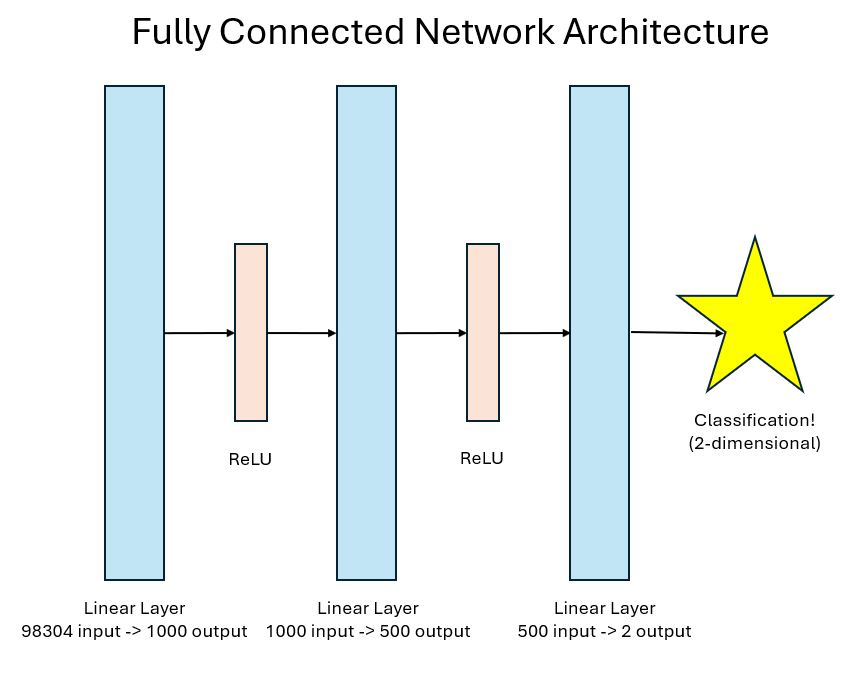 Fully Connected Network Architecture
ReLU
ReLU
Classification!
(2-dimensional)
Linear Layer
98304 input -> 1000 output
Linear Layer
1000 input -> 500 output
Linear Layer
500 input -> 2 output